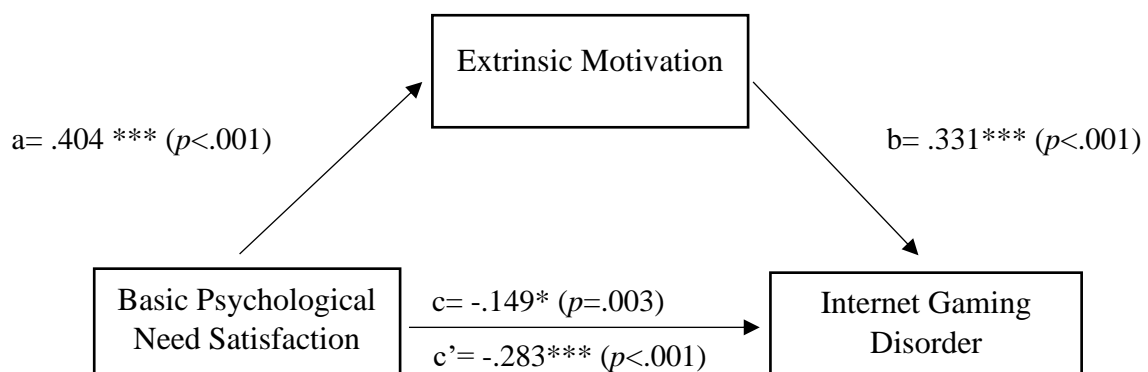 Extrinsic Motivation
a= .404 *** (p<.001)
b= .331*** (p<.001)
Basic Psychological
Need Satisfaction
c= -.149* (p=.003)
c’= -.283*** (p<.001)
Internet Gaming
Disorder